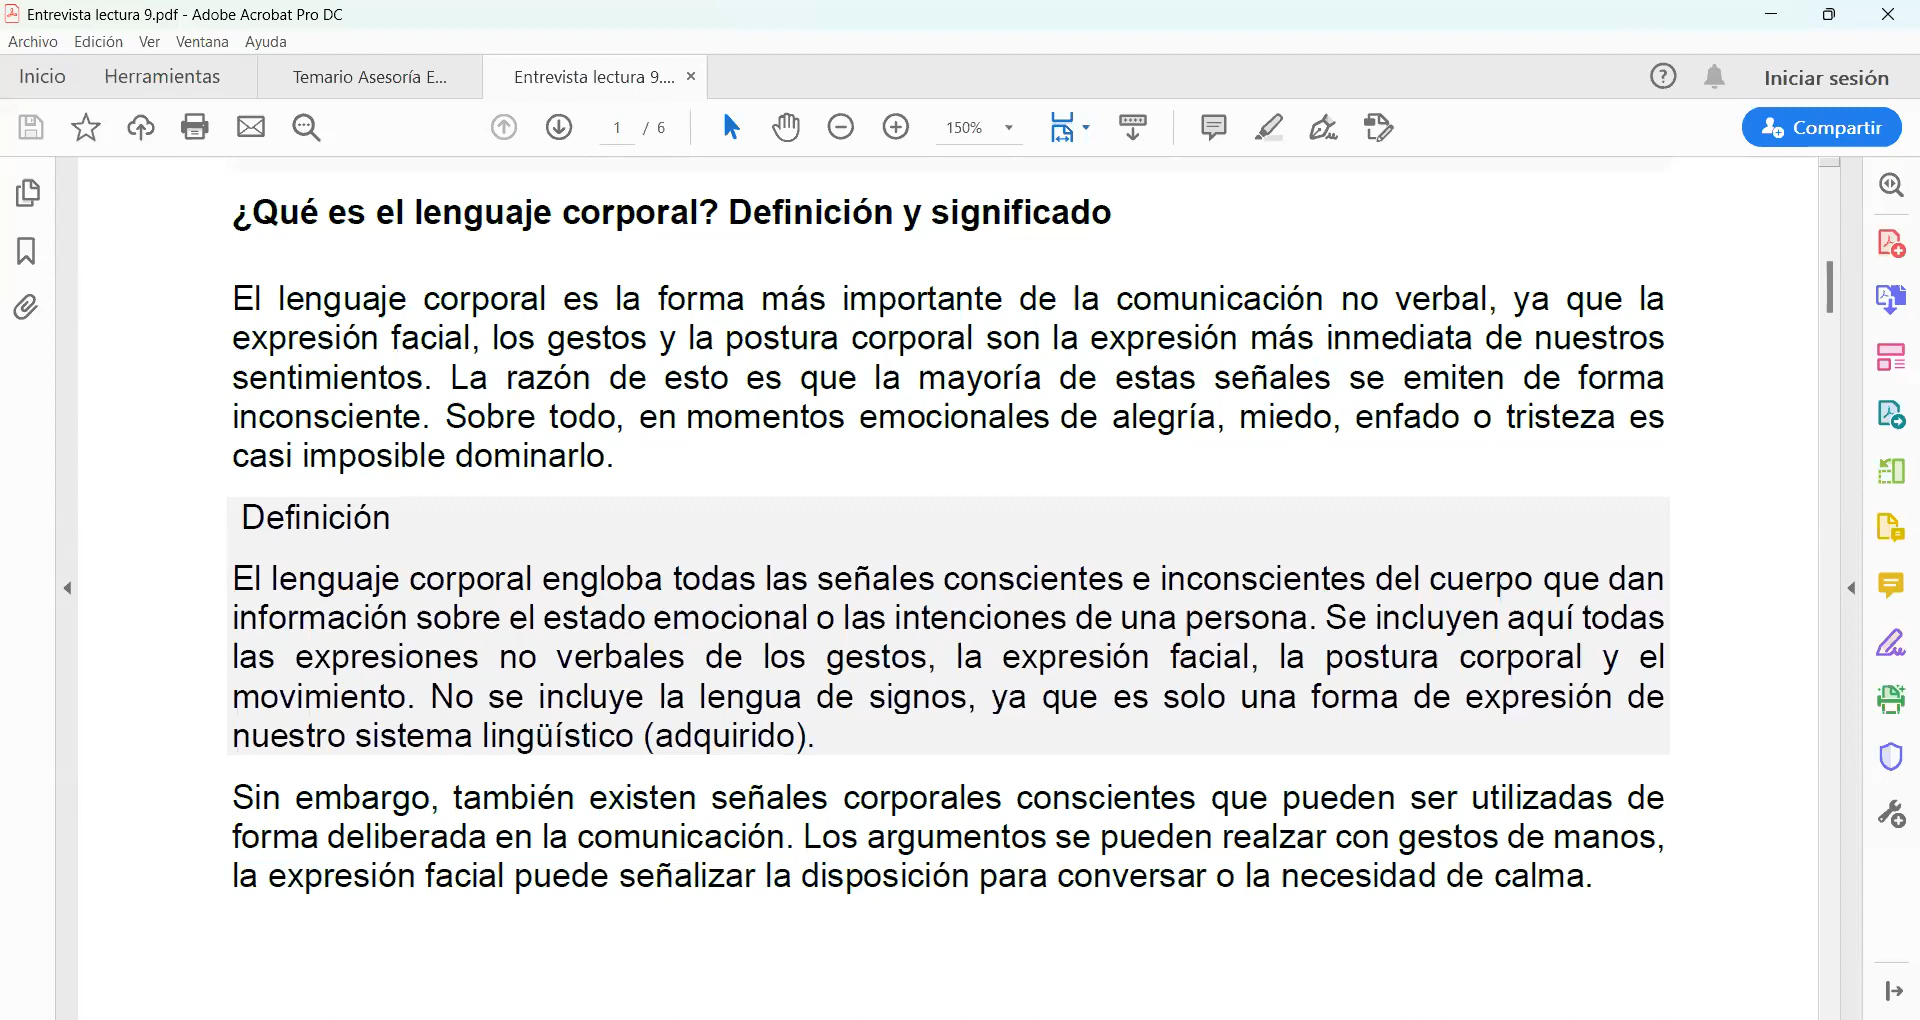 Entrevista lectura 9.pdf - Adobe Acrobat Pro DC
Archivo Edición Ver Ventana Ayuda
Inicio Herramientas Temario Asesoría E... Entrevista lectura 9.... × Iniciar sesión
1 / 6 150% Compartir
¿Qué es el lenguaje corporal? Definición y significado
El lenguaje corporal es la forma más importante de la comunicación no verbal, ya que la
expresión facial, los gestos y la postura corporal son la expresión más inmediata de nuestros
sentimientos. La razón de esto es que la mayoría de estas señales se emiten de forma
inconsciente. Sobre todo, en momentos emocionales de alegría, miedo, enfado o tristeza es
casi imposible dominarlo.
Definición
El lenguaje corporal engloba todas las señales conscientes e inconscientes del cuerpo que dan
información sobre el estado emocional o las intenciones de una persona. Se incluyen aquí todas
las expresiones no verbales de los gestos, la expresión facial, la postura corporal y el
movimiento. No se incluye la lengua de signos, ya que es solo una forma de expresión de
nuestro sistema lingüístico (adquirido).
Sin embargo, también existen señales corporales conscientes que pueden ser utilizadas de
forma deliberada en la comunicación. Los argumentos se pueden realzar con gestos de manos,
la expresión facial puede señalizar la disposición para conversar o la necesidad de calma.